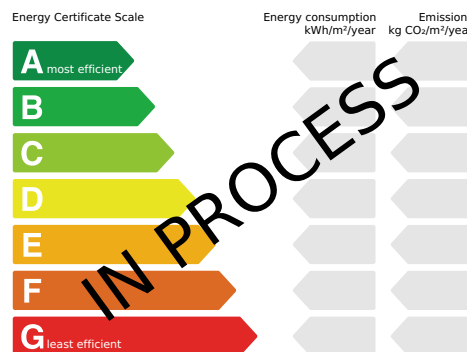 Energy Certificate Scale
Energy consumption
kWh/m²/year
Emission
kg CO₂/m²/year
A most efficient
B
C
D
E
F
G least efficient
IN PROCESS